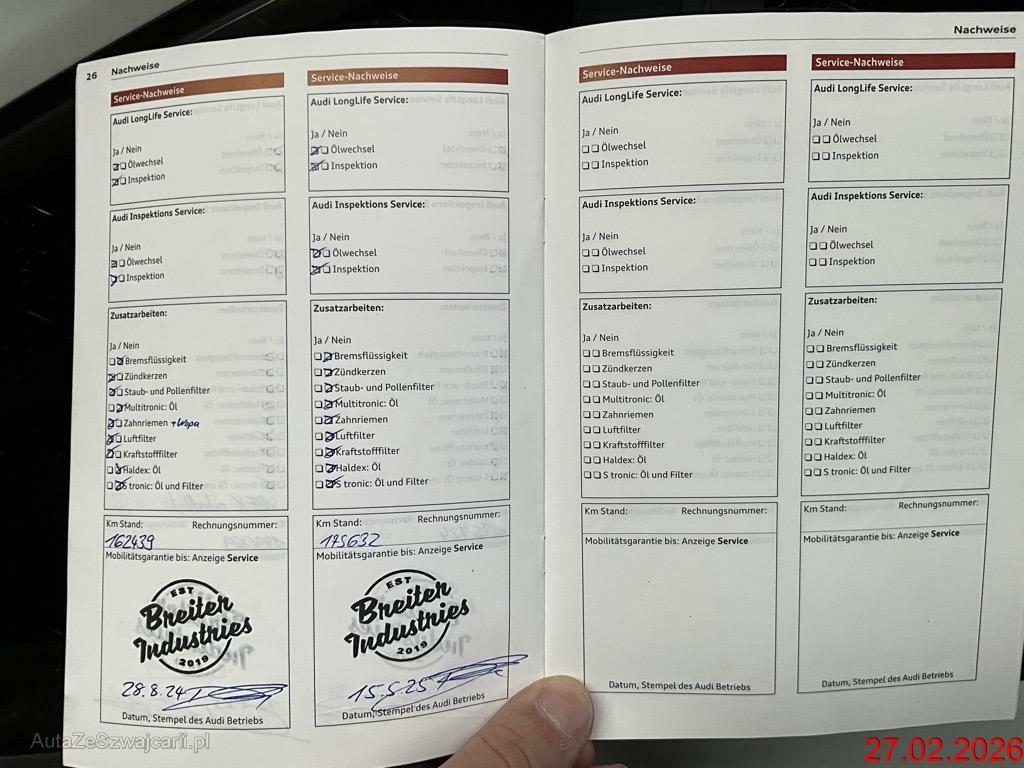 26 Nachweise
Service-Nachweise
Audi LongLife Service:
Ja / Nein
Ölwechsel
Inspektion
Audi Inspektions Service:
Ja / Nein
Ölwechsel
Inspektion
Zusatzarbeiten:
Ja / Nein
Bremsflüssigkeit
Zündkerzen
Staub- und Pollenfilter
Multitronic: Öl
Zahnriemen + Wapa
Luftfilter
Kraftstofffilter
Haldex: Öl
S tronic: Öl und Filter
Km Stand: Rechnungsnummer:
162439
Mobilitätsgarantie bis: Anzeige Service
EST
Breiter
Industries
2019
28.8.24
Datum, Stempel des Audi Betriebs
Service-Nachweise
Audi LongLife Service:
Ja / Nein
Ölwechsel
Inspektion
Audi Inspektions Service:
Ja / Nein
Ölwechsel
Inspektion
Zusatzarbeiten:
Ja / Nein
Bremsflüssigkeit
Zündkerzen
Staub- und Pollenfilter
Multitronic: Öl
Zahnriemen
Luftfilter
Kraftstofffilter
Haldex: Öl
S tronic: Öl und Filter
Km Stand: Rechnungsnummer:
175632
Mobilitätsgarantie bis: Anzeige Service
EST
Breiter
Industries
2019
15.5.25
Datum, Stempel des Audi Betriebs
Nachweise
Service-Nachweise
Audi LongLife Service:
Ja / Nein
Ölwechsel
Inspektion
Audi Inspektions Service:
Ja / Nein
Ölwechsel
Inspektion
Zusatzarbeiten:
Ja / Nein
Bremsflüssigkeit
Zündkerzen
Staub- und Pollenfilter
Multitronic: Öl
Zahnriemen
Luftfilter
Kraftstofffilter
Haldex: Öl
S tronic: Öl und Filter
Km Stand: Rechnungsnummer:
Mobilitätsgarantie bis: Anzeige Service
Datum, Stempel des Audi Betriebs
Service-Nachweise
Audi LongLife Service:
Ja / Nein
Ölwechsel
Inspektion
Audi Inspektions Service:
Ja / Nein
Ölwechsel
Inspektion
Zusatzarbeiten:
Ja / Nein
Bremsflüssigkeit
Zündkerzen
Staub- und Pollenfilter
Multitronic: Öl
Zahnriemen
Luftfilter
Kraftstofffilter
Haldex: Öl
S tronic: Öl und Filter
Km Stand: Rechnungsnummer:
Mobilitätsgarantie bis: Anzeige Service
Datum, Stempel des Audi Betriebs
AutaZeSzwajcarii.pl
27.02.2026